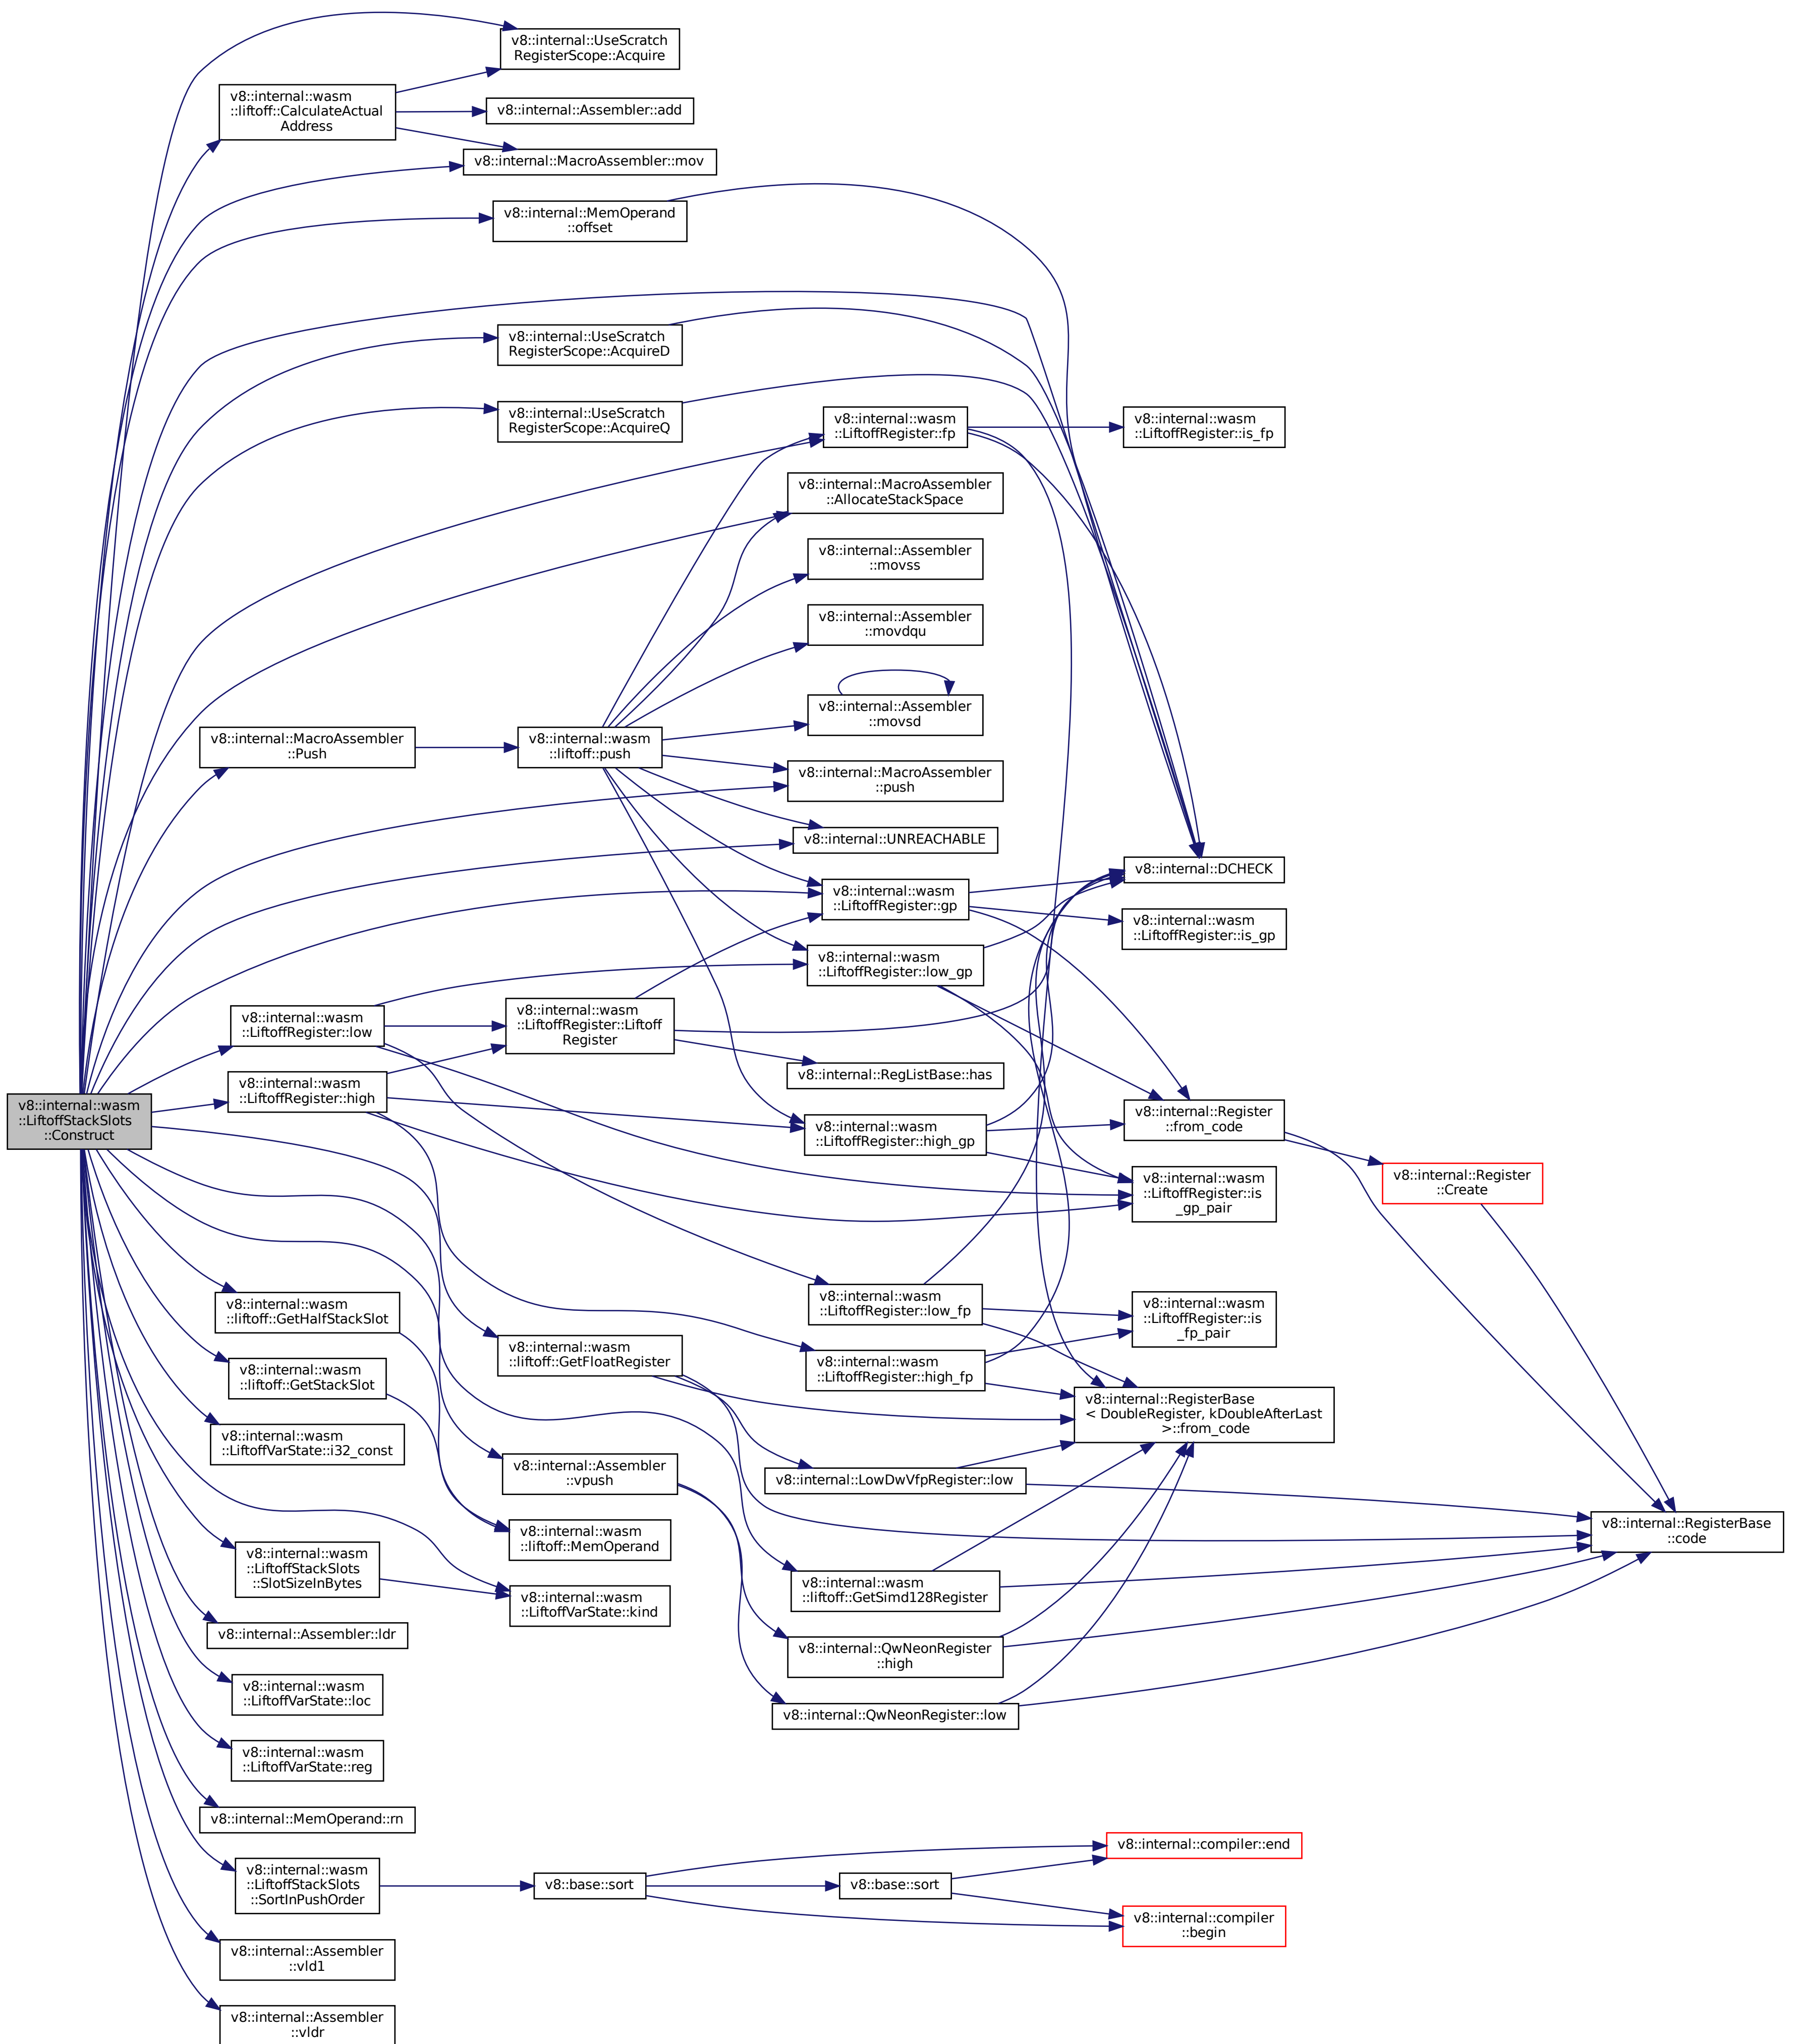 v8::internal::UseScratch
RegisterScope::Acquire
v8::internal::wasm
::liftoff::CalculateActual
Address
v8::internal::Assembler::add
v8::internal::MacroAssembler::mov
v8::internal::MemOperand
::offset
v8::internal::UseScratch
RegisterScope::AcquireD
v8::internal::UseScratch
RegisterScope::AcquireQ
v8::internal::wasm
::LiftoffRegister::fp
v8::internal::wasm
::LiftoffRegister::is_fp
v8::internal::MacroAssembler
::AllocateStackSpace
v8::internal::Assembler
::movss
v8::internal::Assembler
::movdqu
v8::internal::Assembler
::movsd
v8::internal::MacroAssembler
::Push
v8::internal::wasm
::liftoff::push
v8::internal::MacroAssembler
::push
v8::internal::UNREACHABLE
v8::internal::DCHECK
v8::internal::wasm
::LiftoffRegister::gp
v8::internal::wasm
::LiftoffRegister::is_gp
v8::internal::wasm
::LiftoffRegister::low_gp
v8::internal::wasm
::LiftoffRegister::low
v8::internal::wasm
::LiftoffRegister::Liftoff
Register
v8::internal::RegListBase::has
v8::internal::wasm
::LiftoffRegister::high
v8::internal::wasm
::LiftoffStackSlots
::Construct
v8::internal::wasm
::LiftoffRegister::high_gp
v8::internal::Register
::from_code
v8::internal::Register
::Create
v8::internal::wasm
::LiftoffRegister::is
_gp_pair
v8::internal::wasm
::LiftoffRegister::low_fp
v8::internal::wasm
::LiftoffRegister::is
_fp_pair
v8::internal::wasm
::liftoff::GetHalfStackSlot
v8::internal::wasm
::liftoff::GetFloatRegister
v8::internal::wasm
::LiftoffRegister::high_fp
v8::internal::wasm
::liftoff::GetStackSlot
v8::internal::RegisterBase
< DoubleRegister, kDoubleAfterLast
>::from_code
v8::internal::wasm
::LiftoffVarState::i32_const
v8::internal::Assembler
::vpush
v8::internal::LowDwVfpRegister::low
v8::internal::wasm
::liftoff::MemOperand
v8::internal::RegisterBase
::code
v8::internal::wasm
::LiftoffStackSlots
::SlotSizeInBytes
v8::internal::wasm
::liftoff::GetSimd128Register
v8::internal::wasm
::LiftoffVarState::kind
v8::internal::Assembler::ldr
v8::internal::QwNeonRegister
::high
v8::internal::wasm
::LiftoffVarState::loc
v8::internal::QwNeonRegister::low
v8::internal::wasm
::LiftoffVarState::reg
v8::internal::MemOperand::rn
v8::internal::compiler::end
v8::internal::wasm
::LiftoffStackSlots
::SortInPushOrder
v8::base::sort
v8::base::sort
v8::internal::compiler
::begin
v8::internal::Assembler
::vld1
v8::internal::Assembler
::vldr